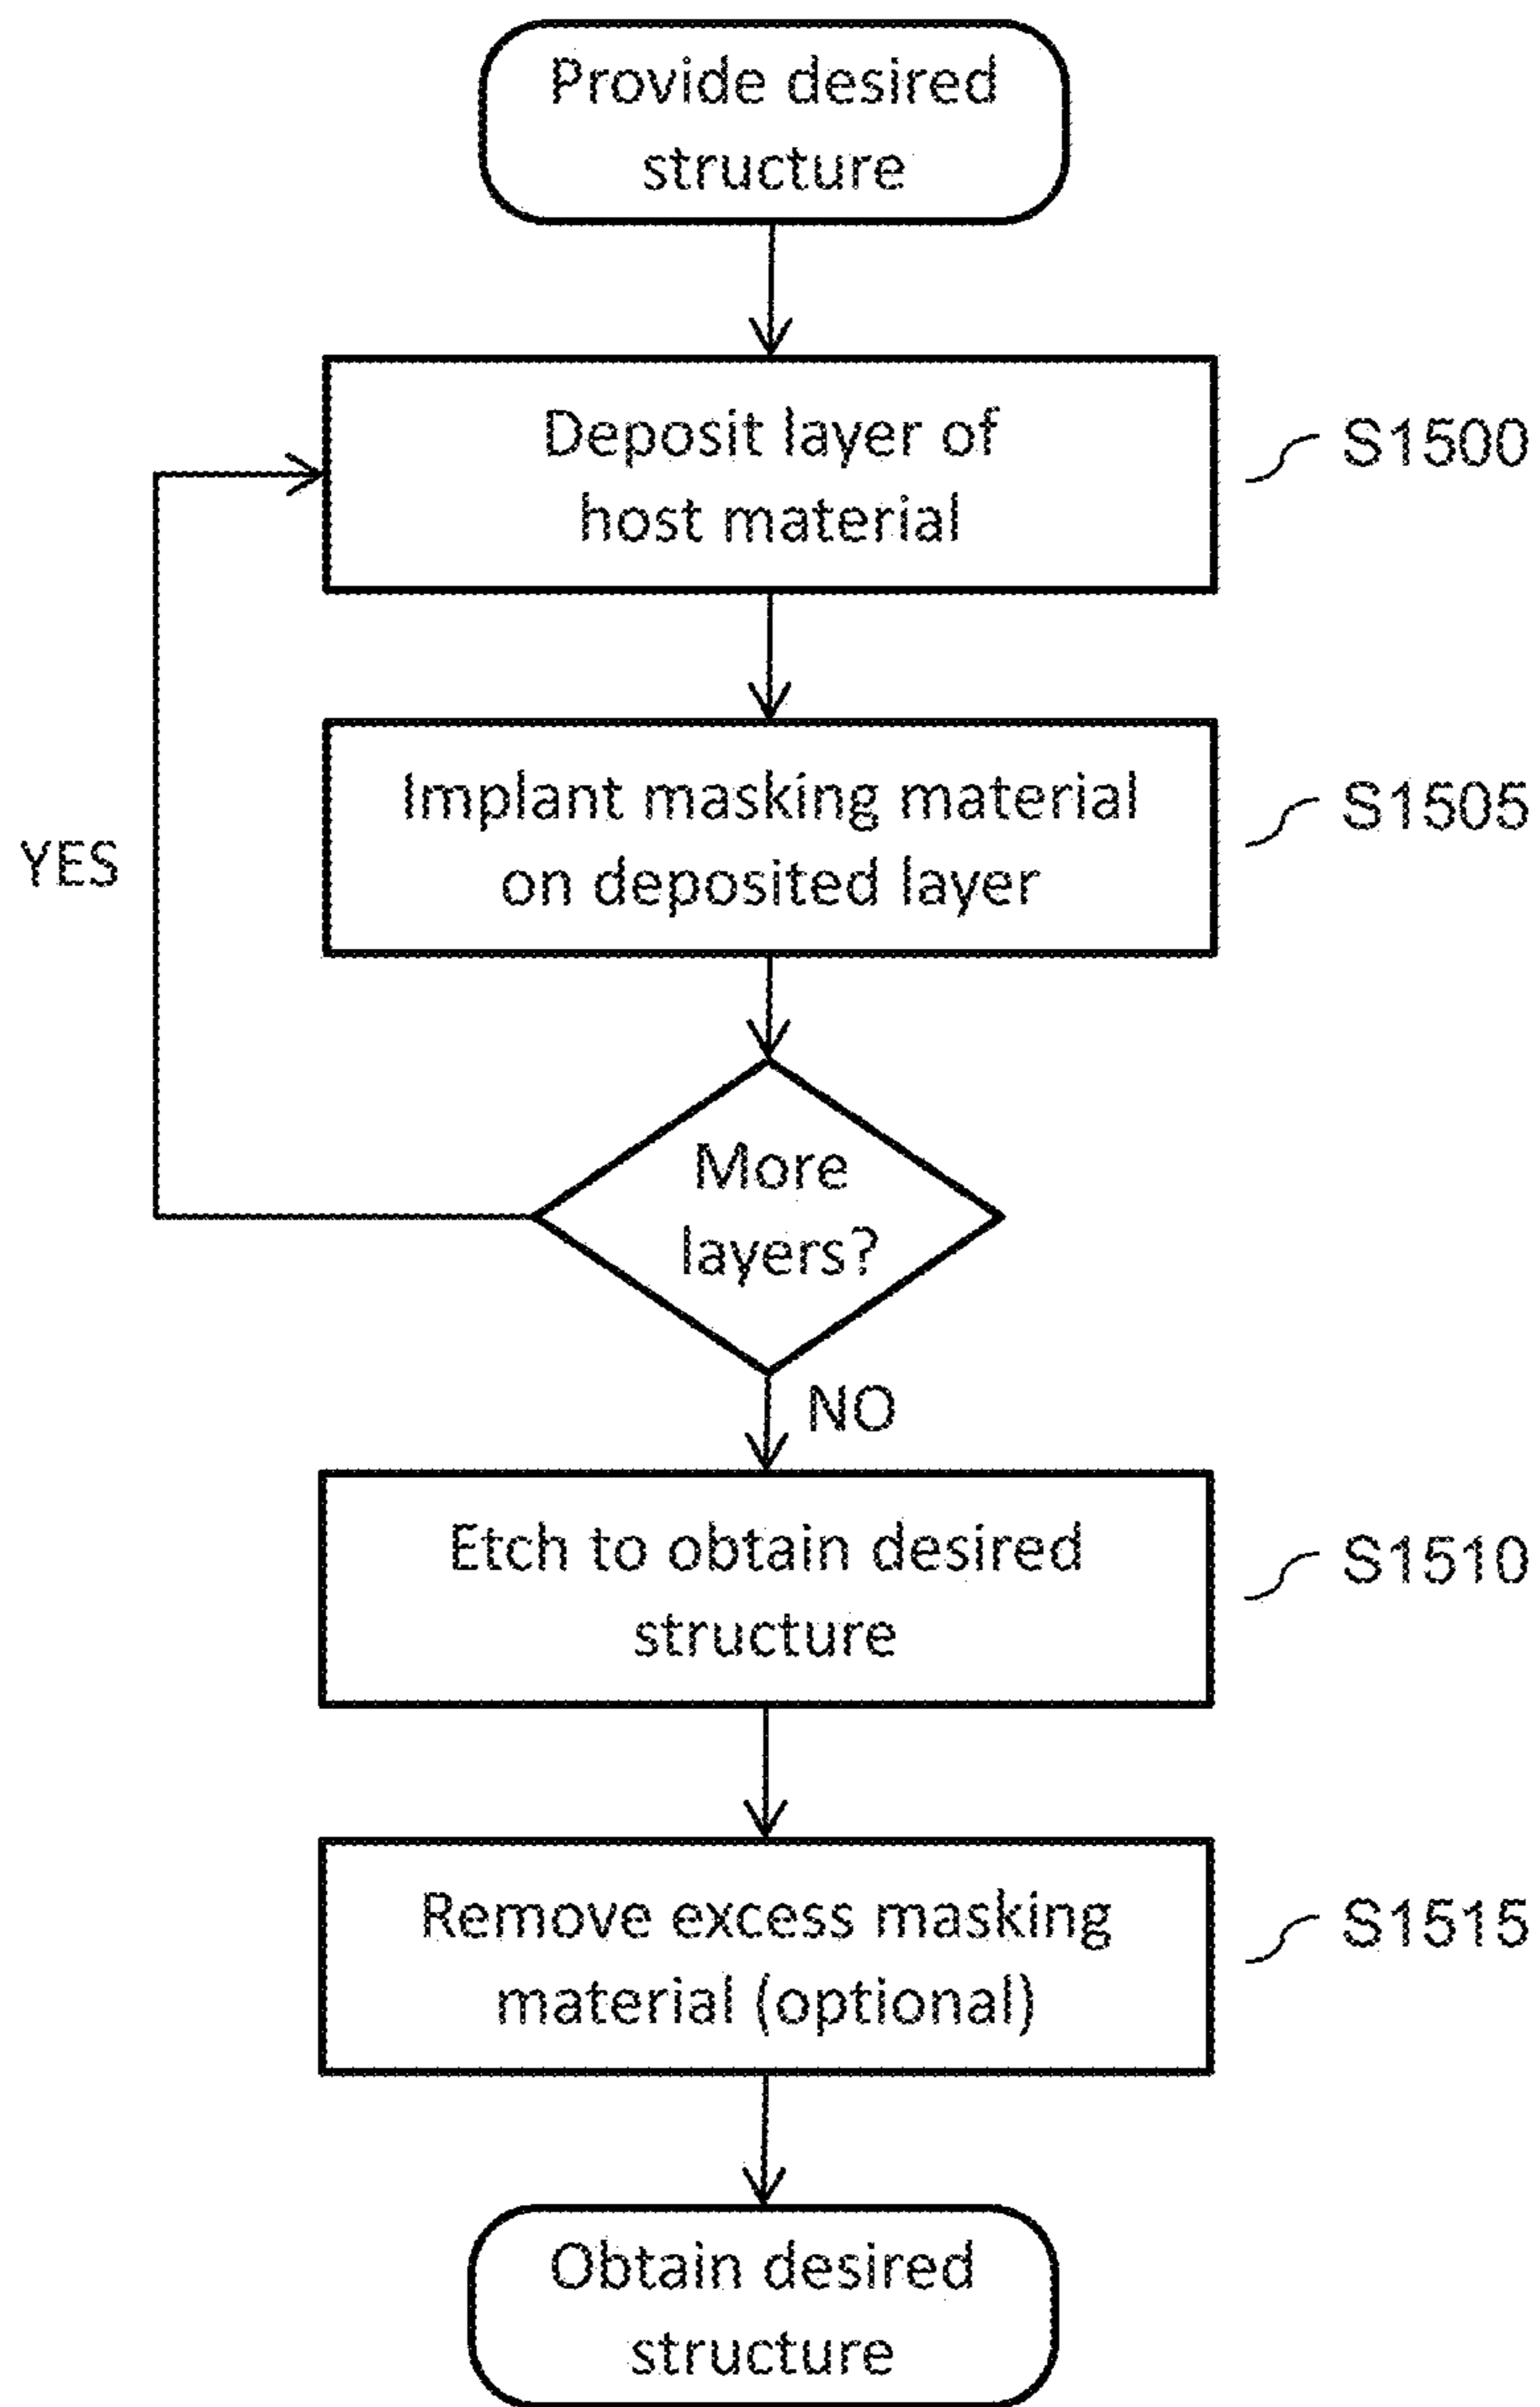 Provide desired
structure
Deposit layer of
host material
S1500
Implant masking material
on deposited layer
S1505
YES
More
layers?
NO
Etch to obtain desired
structure
S1510
Remove excess masking
material (optional)
S1515
Obtain desired
structure